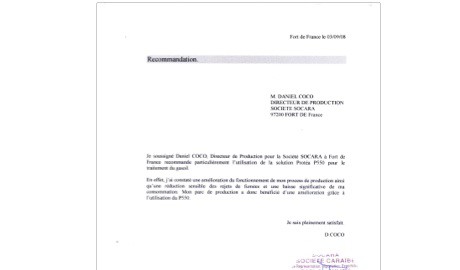 Fort de France le 03/09/08
Recommandation.
M. DANIEL COCO
DIRECTEUR DE PRODUCTION
SOCIETE SOCARA
97200 FORT DE France
Je soussigné Daniel COCO, Directeur de Production pour la Société SOCARA à Fort de
France recommande particulièrement l'utilisation de la solution Protéa P550 pour le
traitement du gasoil.
En effet, j'ai constaté une amélioration du fonctionnement de mon process de production ainsi
qu'une réduction sensible des rejets de fumées et une baisse significative de ma
consommation. Mon parc de production a donc bénéficié d'une amélioration grâce à
l'utilisation du P550.
Je suis pleinement satisfait.
D.COCO
SOCARA